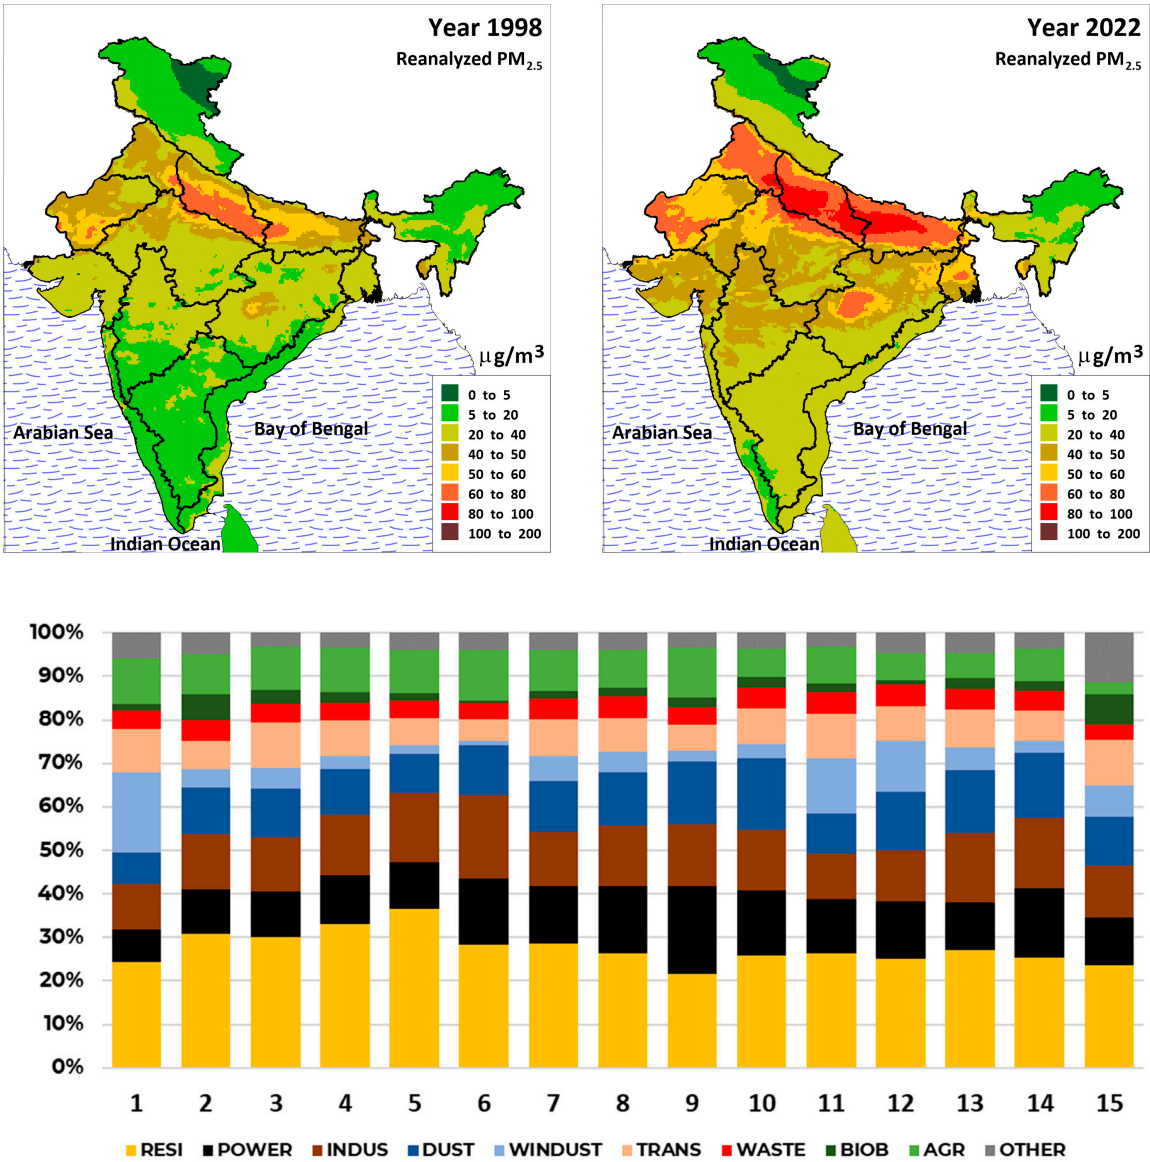 Year 1998
Reanalyzed PM2.5
μg/m3
0 to 5
5 to 20
20 to 40
40 to 50
50 to 60
60 to 80
80 to 100
100 to 200
Arabian Sea
Bay of Bengal
Indian Ocean
Year 2022
Reanalyzed PM2.5
μg/m3
0 to 5
5 to 20
20 to 40
40 to 50
50 to 60
60 to 80
80 to 100
100 to 200
Arabian Sea
Bay of Bengal
Indian Ocean
100%
90%
80%
70%
60%
50%
40%
30%
20%
10%
0%
1 2 3 4 5 6 7 8 9 10 11 12 13 14 15
RESI POWER INDUS DUST WINDUST TRANS WASTE BIOB AGR OTHER